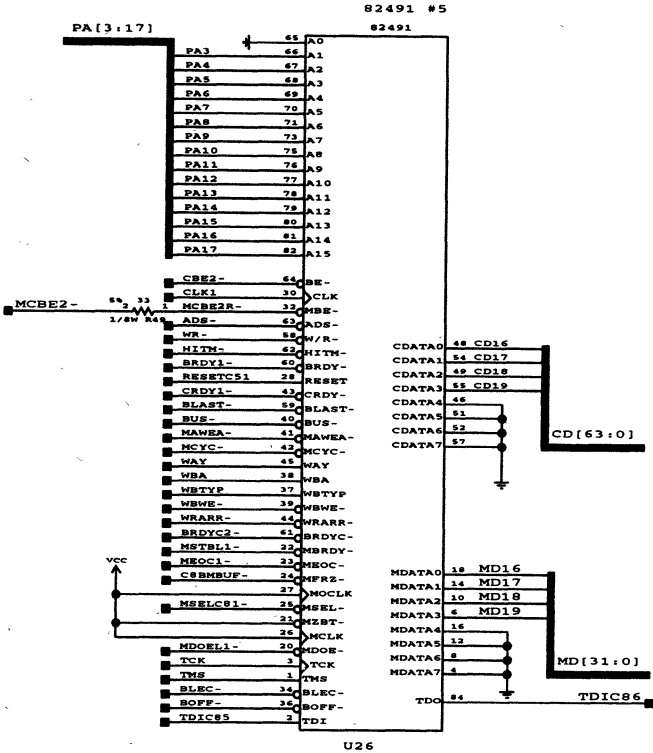 82491 #5
82491
PA[3:17]
65 A0
PA3 66 A1
PA4 67 A2
PA5 68 A3
PA6 69 A4
PA7 70 A5
PA8 71 A6
PA9 73 A7
PA10 75 A8
PA11 76 A9
PA12 77 A10
PA13 78 A11
PA14 79 A12
PA15 80 A13
PA16 81 A14
PA17 82 A15
CBE2- 64 BE-
CLK1 30 CLK
MCBE2- 5% 2 33 1 MCBE2R- 32 MBE-
1/8W R49
ADS- 63 ADS-
WR- 58 W/R-
HITM- 62 HITM-
BRDY1- 60 BRDY-
RESETC51 28 RESET
CRDY1- 43 CRDY-
BLAST- 59 BLAST-
BUS- 40 BUS-
MAWEA- 41 MAWEA-
MCYC- 42 MCYC-
WAY 45 WAY
WBA 38 WBA
WBTYP 37 WBTYP
WBWE- 39 WBWE-
WRARR- 44 WRARR-
BRDYC2- 61 BRDYC-
MSTBL1- 22 MBRDY-
MEOC1- 23 MEOC-
C8BMBUF- 24 MFRZ-
VCC
27 MOCLK
MSELC81- 25 MSEL-
21 MZBT-
26 MCLK
MDOEL1- 20 MDOE-
TCK 3 TCK
TMS 1 TMS
BLEC- 34 BLEC-
BOFF- 36 BOFF-
TDIC85 2 TDI
CDATA0 48 CD16
CDATA1 54 CD17
CDATA2 49 CD18
CDATA3 55 CD19
CDATA4 46
CDATA5 51
CDATA6 52
CDATA7 57
CD[63:0]
MDATA0 18 MD16
MDATA1 14 MD17
MDATA2 10 MD18
MDATA3 6 MD19
MDATA4 16
MDATA5 12
MDATA6 8
MDATA7 4
MD[31:0]
TDO 84 TDIC86
U26